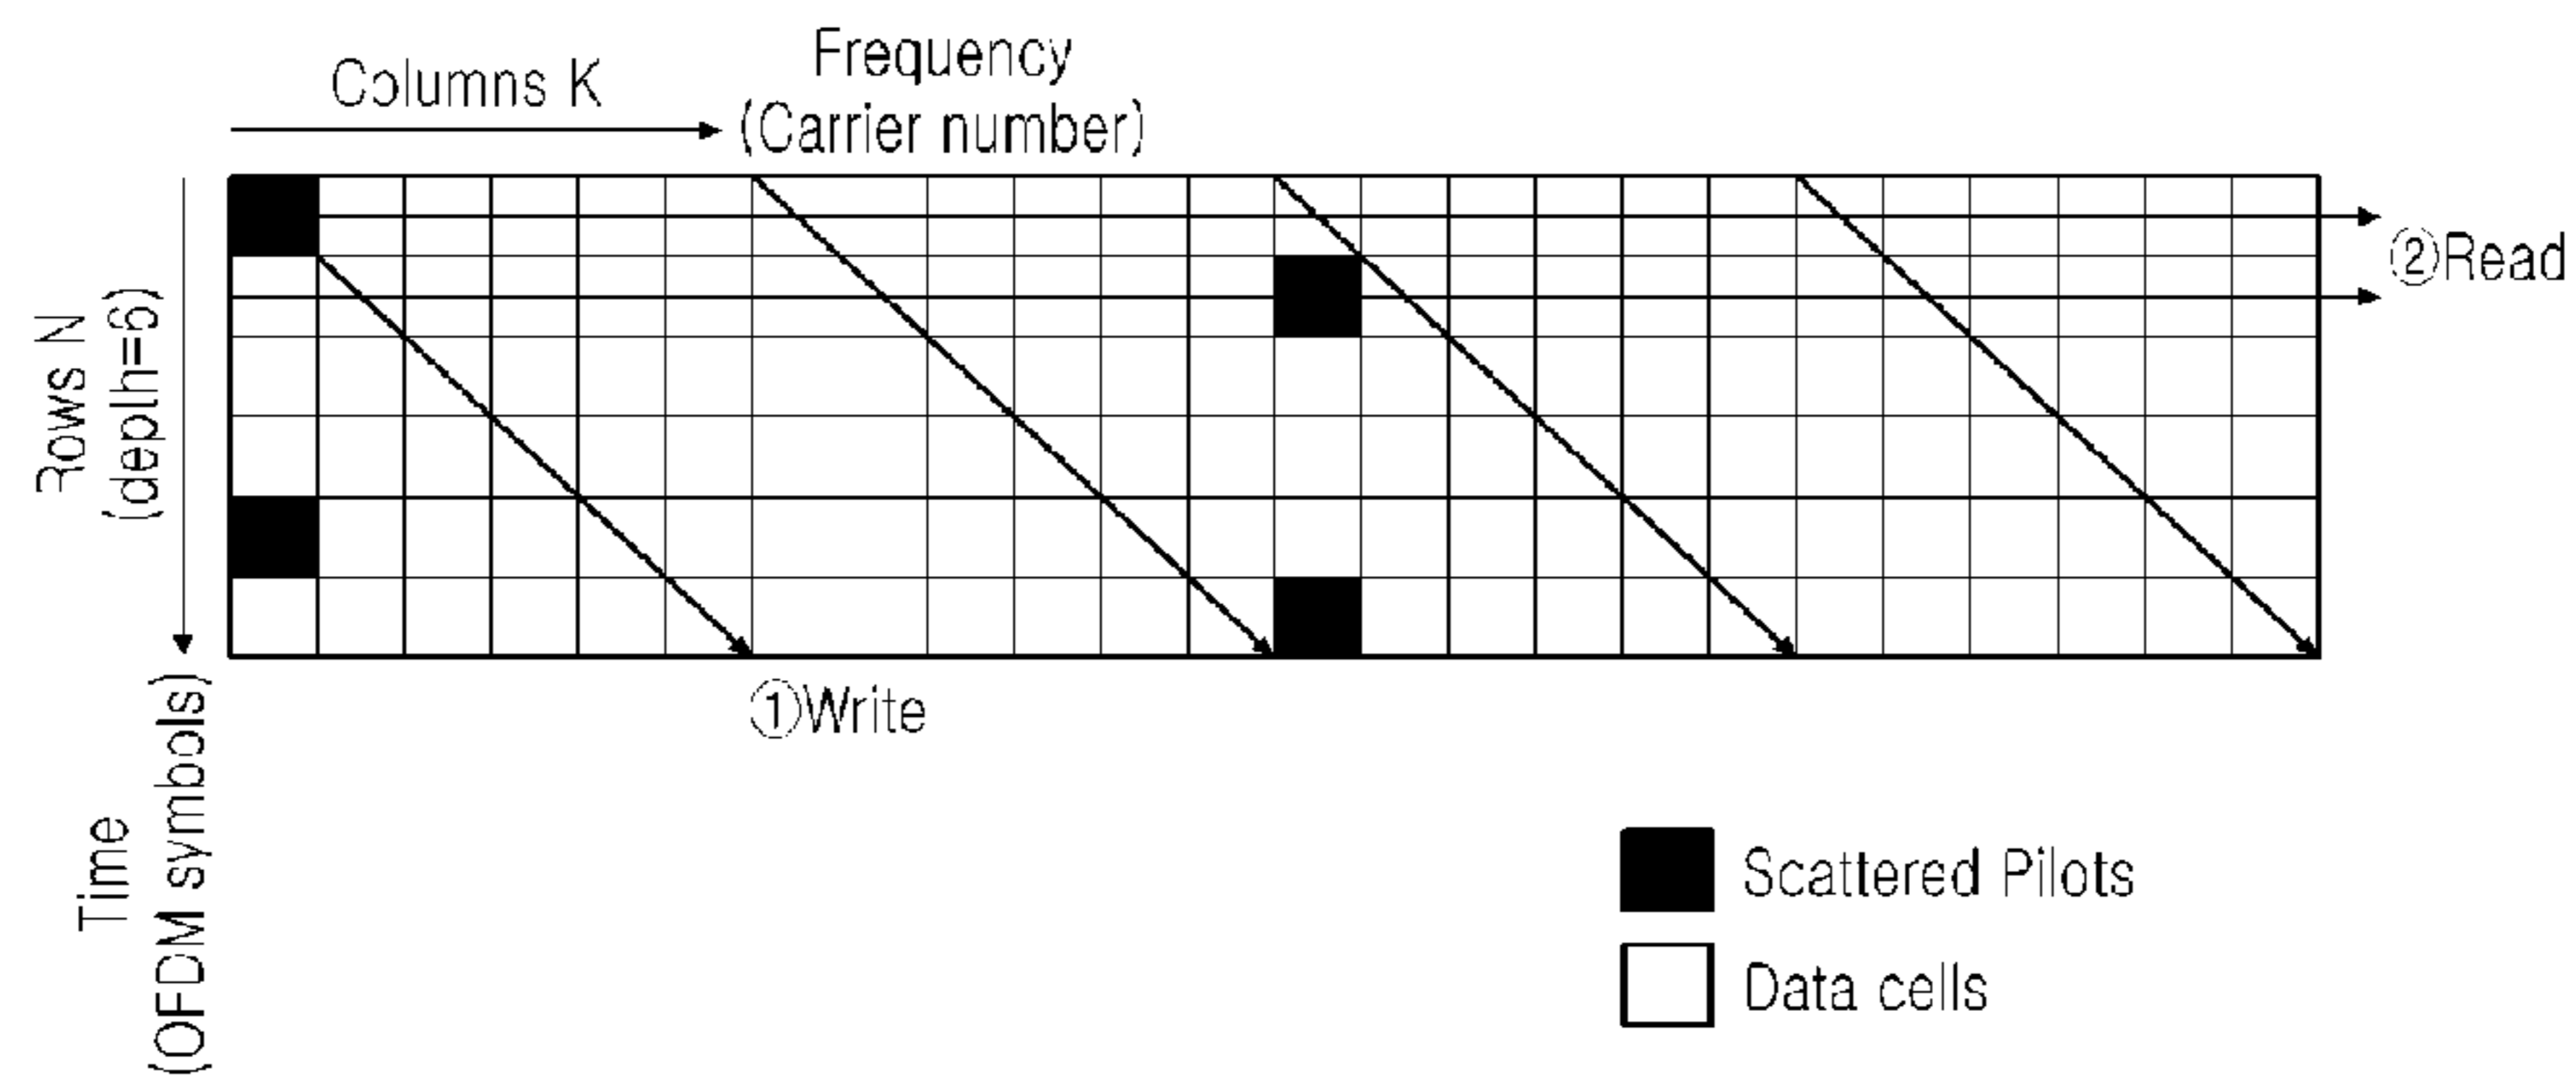 Columns K
Frequency
(Carrier number)
②Read
Rows N
(depth=6)
①Write
Time
(OFDM symbols)
Scattered Pilots
Data cells